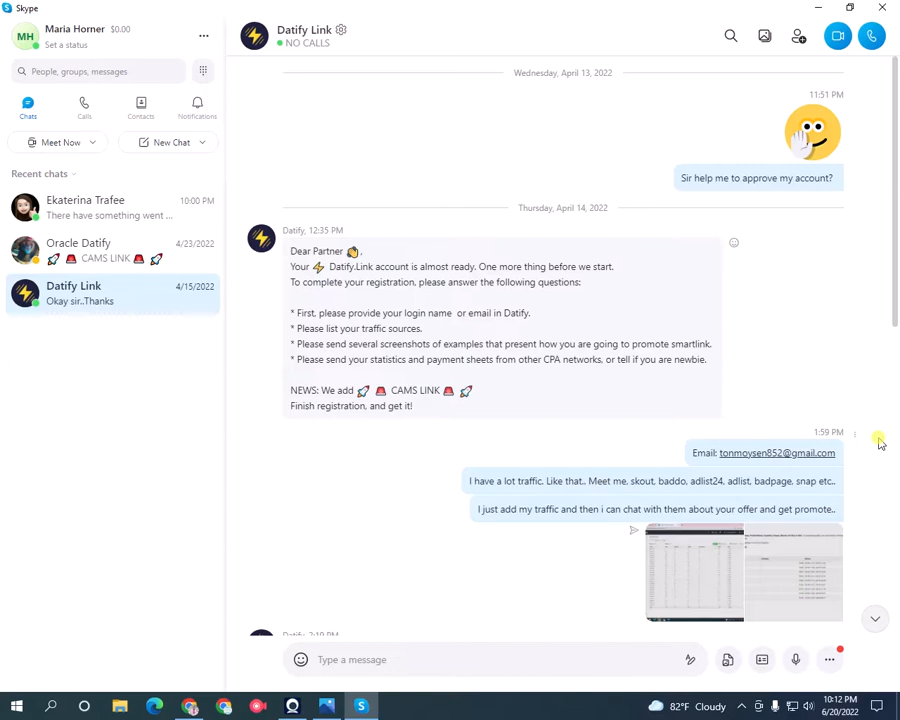 Skype
MH
Maria Horner $0.00
Set a status
People, groups, messages
Chats
Calls
Contacts
Notifications
Meet Now
New Chat
Recent chats
Ekaterina Trafee 10:00 PM
There have something went ...
Oracle Datify 4/23/2022
CAMS LINK
Datify Link 4/15/2022
Okay sir..Thanks
Datify Link
NO CALLS
Wednesday, April 13, 2022
11:51 PM
Sir help me to approve my account?
Thursday, April 14, 2022
Datify, 12:35 PM
Dear Partner .
Your Datify.Link account is almost ready. One more thing before we start.
To complete your registration, please answer the following questions:
* First, please provide your login name or email in Datify.
* Please list your traffic sources.
* Please send several screenshots of examples that present how you are going to promote smartlink.
* Please send your statistics and payment sheets from other CPA networks, or tell if you are newbie.
NEWS: We add CAMS LINK
Finish registration, and get it!
1:59 PM
Email: tonmoysen852@gmail.com
I have a lot traffic. Like that.. Meet me, skout, baddo, adlist24, adlist, badpage, snap etc..
I just add my traffic and then i can chat with them about your offer and get promote..
Datify, 2:19 PM
Type a message
82°F Cloudy
10:12 PM
6/20/2022